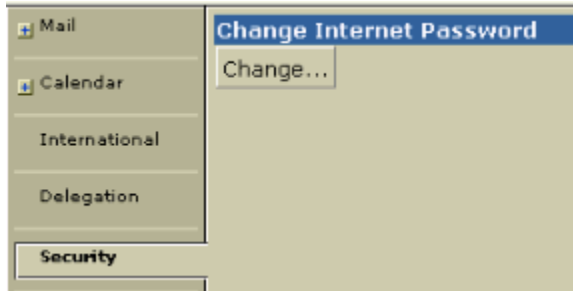 Mail
Calendar
International
Delegation
Security
Change Internet Password
Change...